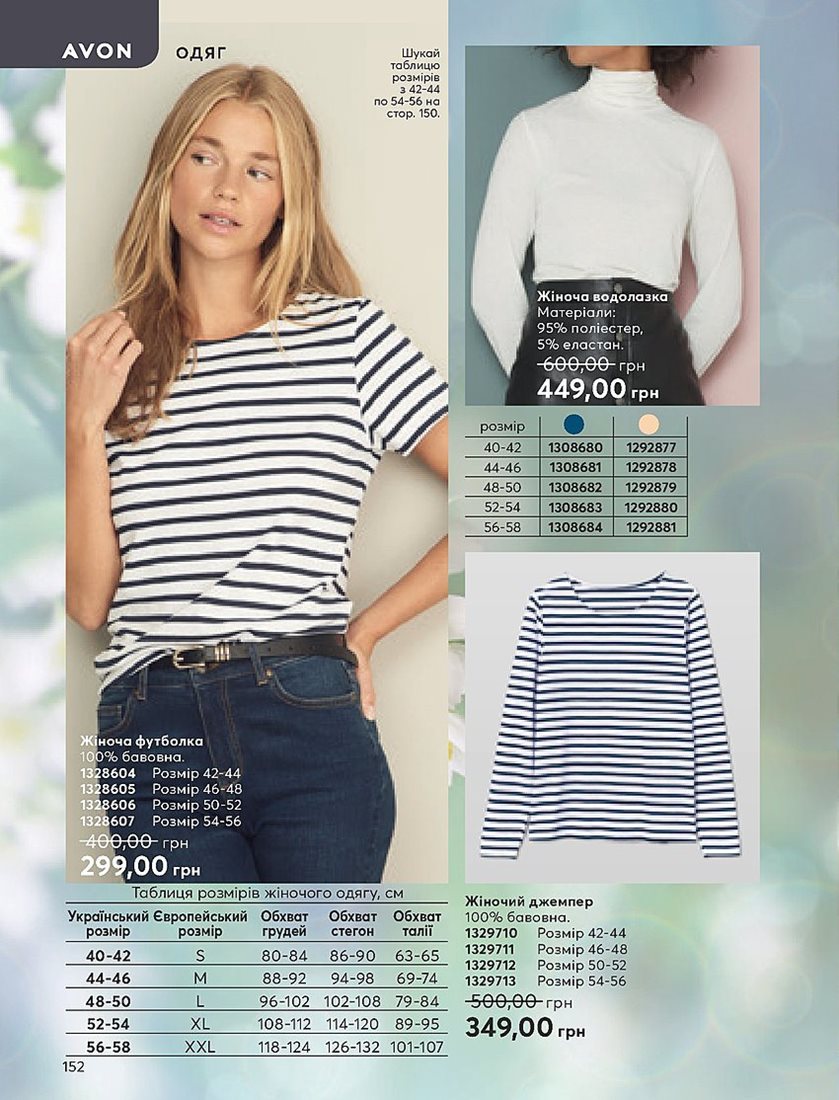 AVON
ОДЯГ
Шукай
таблицю
розмірів
з 42-44
по 54-56 на
стор. 150.
Жіноча водолазка
Матеріали:
95% поліестер,
5% еластан.
600,00 грн
449,00 грн
розмір
40-42 1308680 1292877
44-46 1308681 1292878
48-50 1308682 1292879
52-54 1308683 1292880
56-58 1308684 1292881
Жіноча футболка
100% бавовна.
1328604 Розмір 42-44
1328605 Розмір 46-48
1328606 Розмір 50-52
1328607 Розмір 54-56
400,00 грн
299,00 грн
Таблиця розмірів жіночого одягу, см
Український Європейський Обхват Обхват Обхват
розмір розмір грудей стегон талії
40-42 S 80-84 86-90 63-65
44-46 M 88-92 94-98 69-74
48-50 L 96-102 102-108 79-84
52-54 XL 108-112 114-120 89-95
56-58 XXL 118-124 126-132 101-107
Жіночий джемпер
100% бавовна.
1329710 Розмір 42-44
1329711 Розмір 46-48
1329712 Розмір 50-52
1329713 Розмір 54-56
500,00 грн
349,00 грн
152